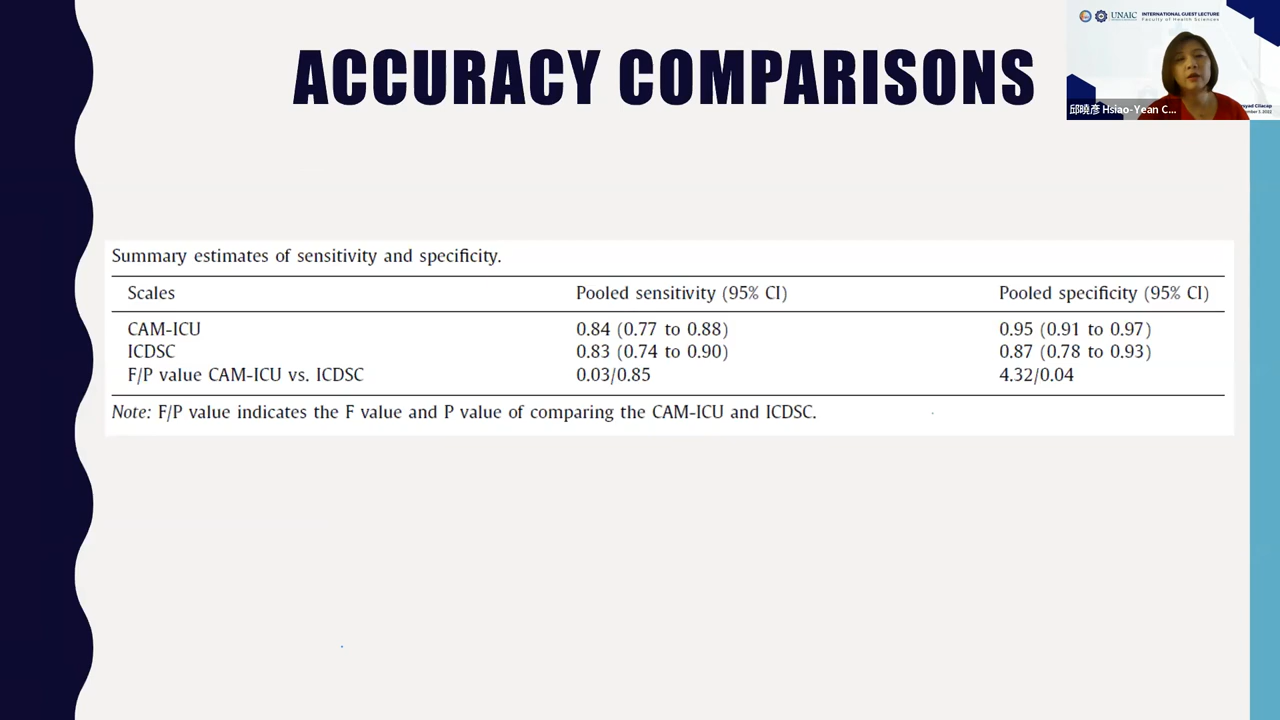 ACCURACY COMPARISONS
UNAIC
INTERNATIONAL GUEST LECTURE
Faculty of Health Sciences
邱曉彥 Hsiao-Yean C...
Summary estimates of sensitivity and specificity.
Scales Pooled sensitivity (95% CI) Pooled specificity (95% CI)
CAM-ICU 0.84 (0.77 to 0.88) 0.95 (0.91 to 0.97)
ICDSC 0.83 (0.74 to 0.90) 0.87 (0.78 to 0.93)
F/P value CAM-ICU vs. ICDSC 0.03/0.85 4.32/0.04
Note: F/P value indicates the F value and P value of comparing the CAM-ICU and ICDSC.